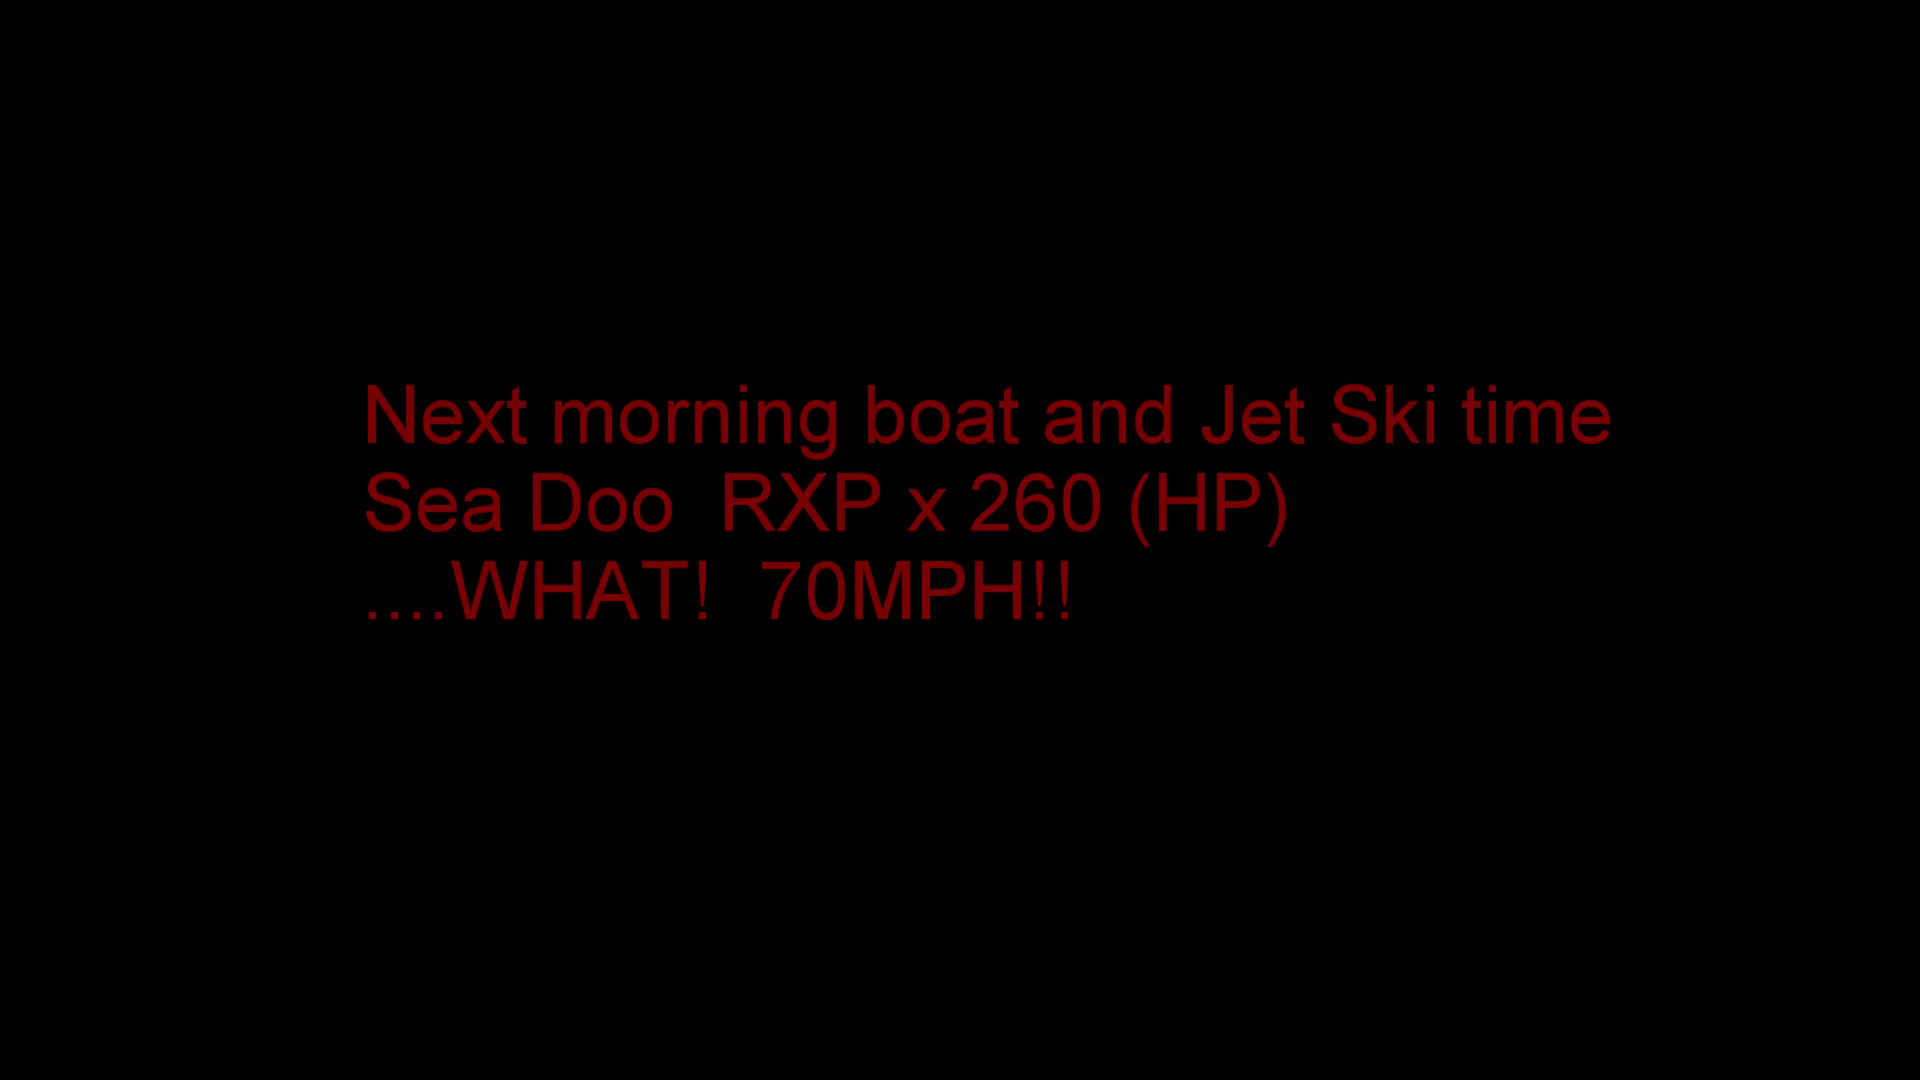 Next morning boat and Jet Ski time
Sea Doo  RXP x 260 (HP)
....WHAT!  70MPH!!